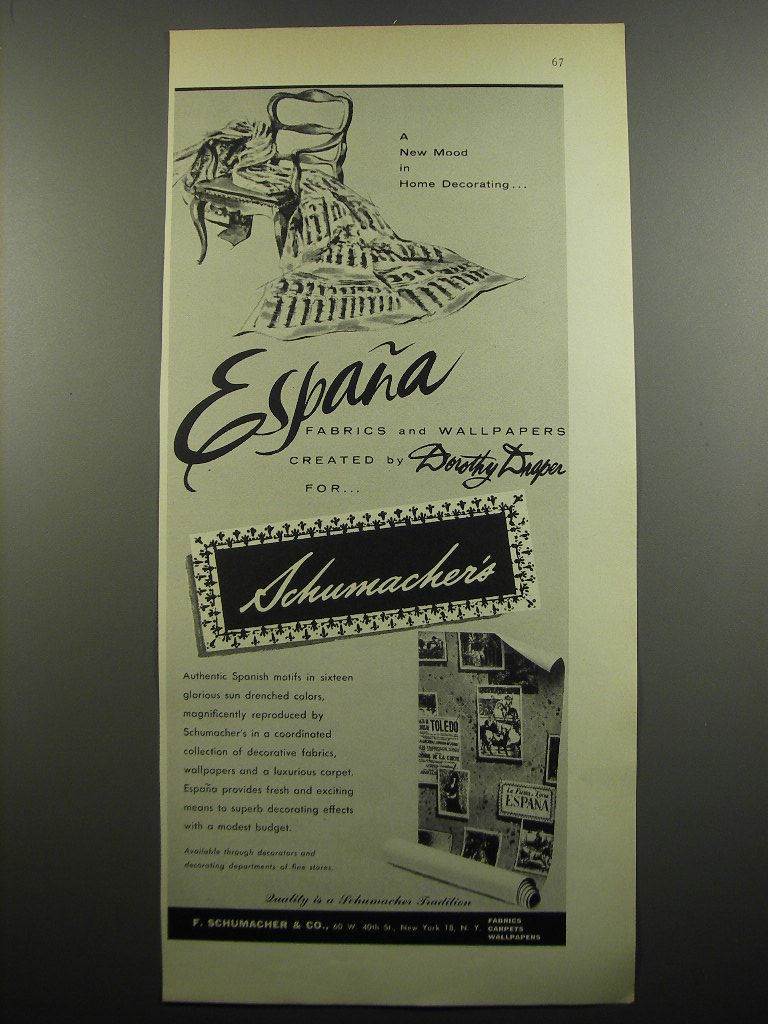 67
A
New Mood
in
Home Decorating...
España
FABRICS and WALLPAPERS
CREATED by Dorothy Draper
FOR...
Schumacher's
Authentic Spanish motifs in sixteen
glorious sun drenched colors,
magnificently reproduced by
Schumacher's in a coordinated
collection of decorative fabrics,
wallpapers and a luxurious carpet.
España provides fresh and exciting
means to superb decorating effects
with a modest budget.
Available through decorators and
decorating departments of fine stores.
TOLEDO
ESPAÑA
Quality is a Schumacher Tradition
F. SCHUMACHER & CO., 60 W. 40th St., New York 18, N. Y.
FABRICS
CARPETS
WALLPAPERS